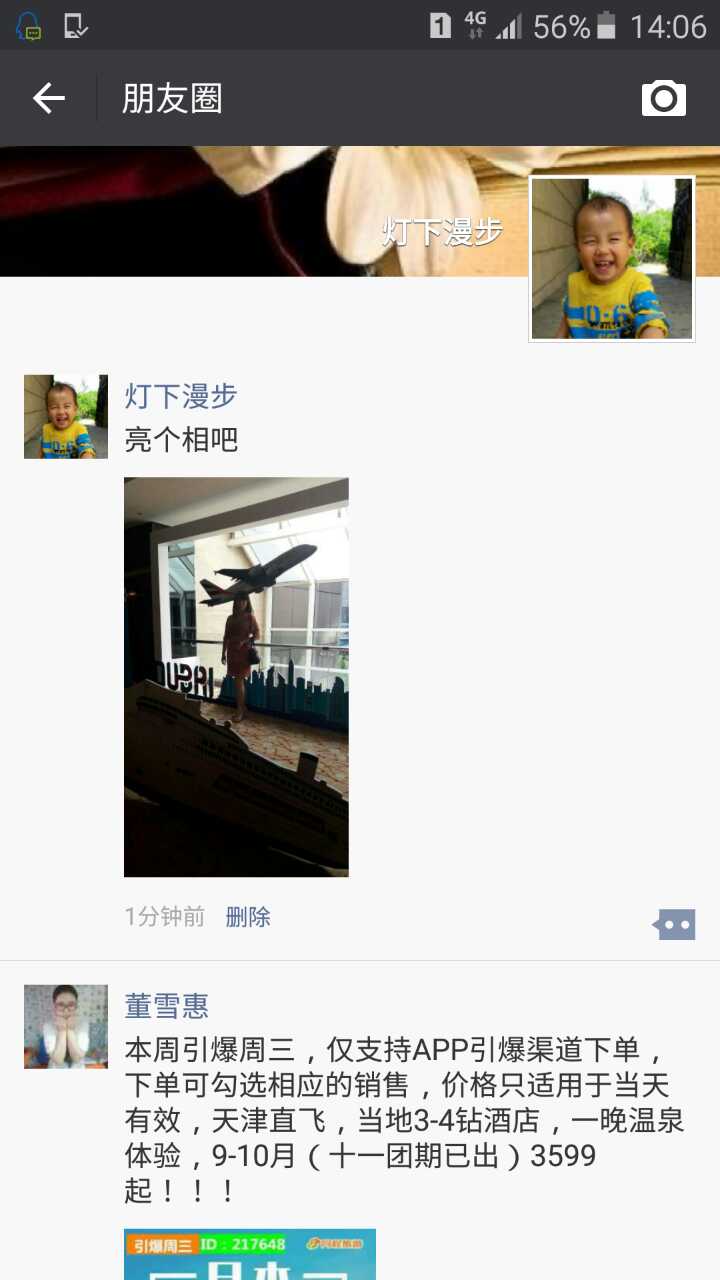 1 4G 56% 14:06
朋友圈
灯下漫步
灯下漫步
亮个相吧
1分钟前 删除
董雪惠
本周引爆周三，仅支持APP引爆渠道下单，
下单可勾选相应的销售，价格只适用于当天
有效，天津直飞，当地3-4钻酒店，一晚温泉
体验，9-10月（十一团期已出）3599
起！！！
引爆周三 ID：217648 同程旅游